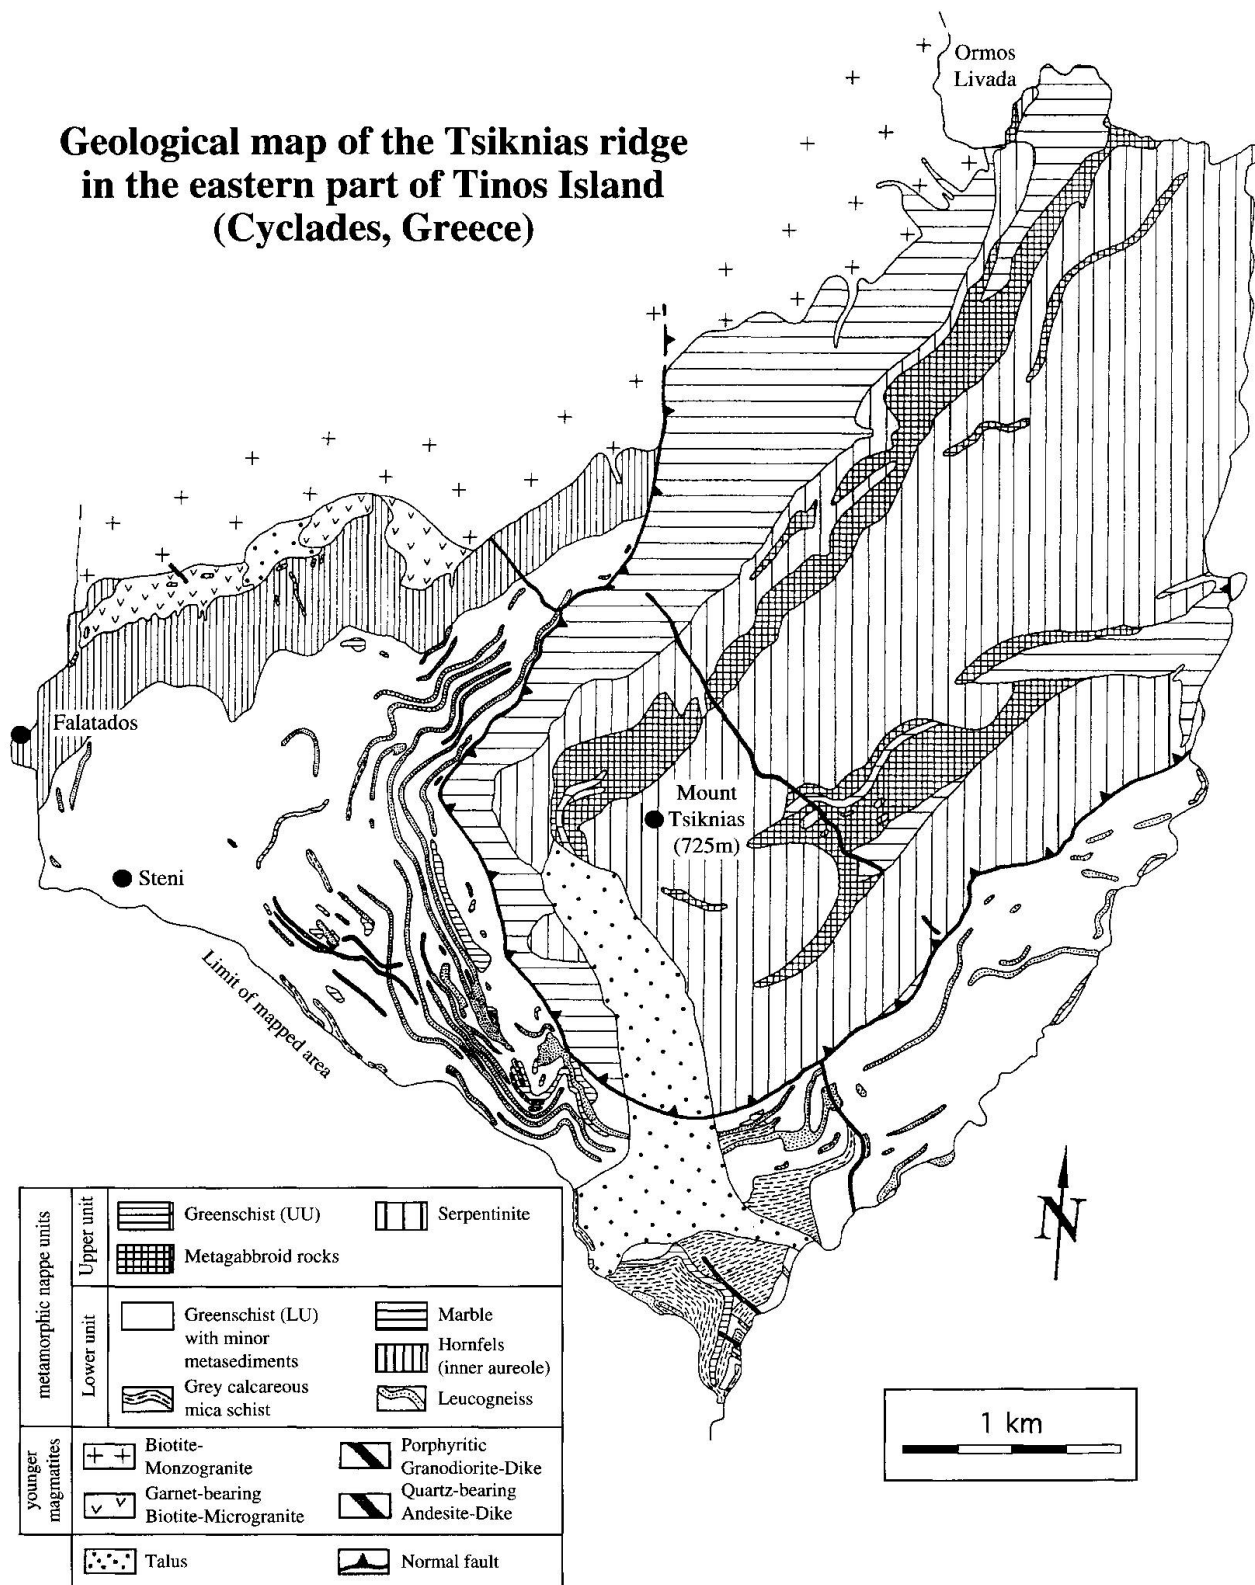 Ormos
Livada
Geological map of the Tsiknias ridge
in the eastern part of Tinos Island
(Cyclades, Greece)
Falatados
Mount
Tsiknias
(725m)
Steni
Limit of mapped area
N
metamorphic nappe units
Upper unit
Greenschist (UU)
Serpentinite
Metagabbroid rocks
Lower unit
Greenschist (LU)
with minor
metasediments
Marble
Hornfels
(inner aureole)
Grey calcareous
mica schist
Leucogneiss
younger
magmatites
Biotite-
Monzogranite
Porphyritic
Granodiorite-Dike
Garnet-bearing
Biotite-Microgranite
Quartz-bearing
Andesite-Dike
Talus
Normal fault
1 km